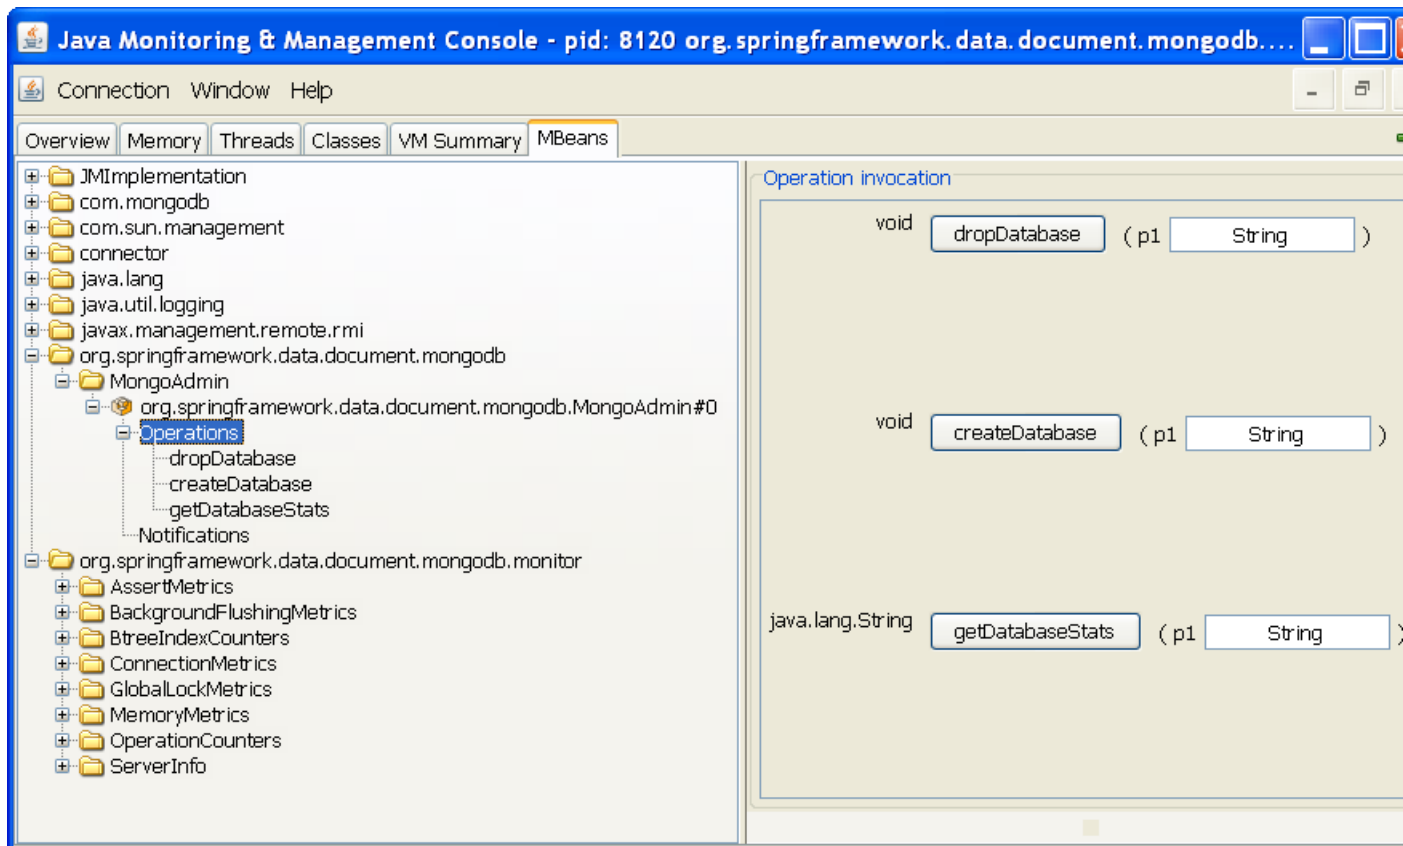 Java Monitoring & Management Console - pid: 8120 org.springframework.data.document.mongodb....
Connection Window Help
Overview Memory Threads Classes VM Summary MBeans
JMImplementation
com.mongodb
com.sun.management
connector
java.lang
java.util.logging
javax.management.remote.rmi
org.springframework.data.document.mongodb
MongoAdmin
org.springframework.data.document.mongodb.MongoAdmin#0
Operations
dropDatabase
createDatabase
getDatabaseStats
Notifications
org.springframework.data.document.mongodb.monitor
AssertMetrics
BackgroundFlushingMetrics
BtreeIndexCounters
ConnectionMetrics
GlobalLockMetrics
MemoryMetrics
OperationCounters
ServerInfo
Operation invocation
void dropDatabase ( p1 String )
void createDatabase ( p1 String )
java.lang.String getDatabaseStats ( p1 String )